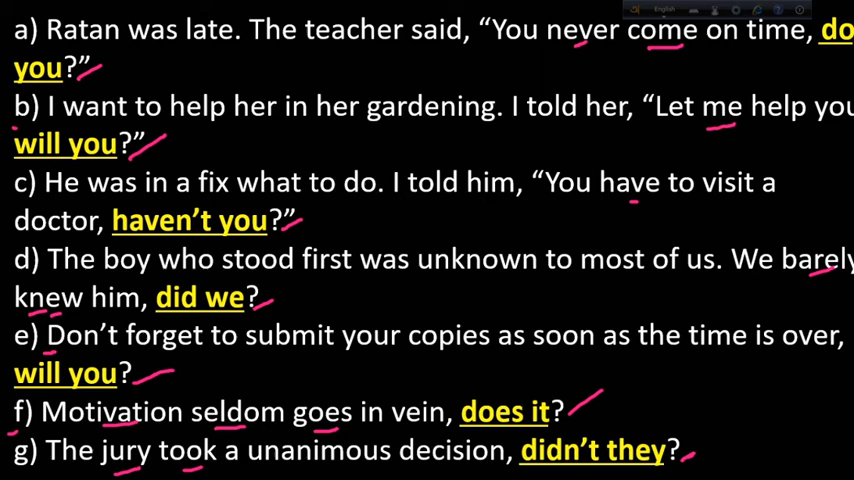 English
a) Ratan was late. The teacher said, “You never come on time, do
you?”
b) I want to help her in her gardening. I told her, “Let me help you
will you?”
c) He was in a fix what to do. I told him, “You have to visit a
doctor, haven’t you?”
d) The boy who stood first was unknown to most of us. We barely
knew him, did we?
e) Don’t forget to submit your copies as soon as the time is over,
will you?
f) Motivation seldom goes in vein, does it?
g) The jury took a unanimous decision, didn’t they?